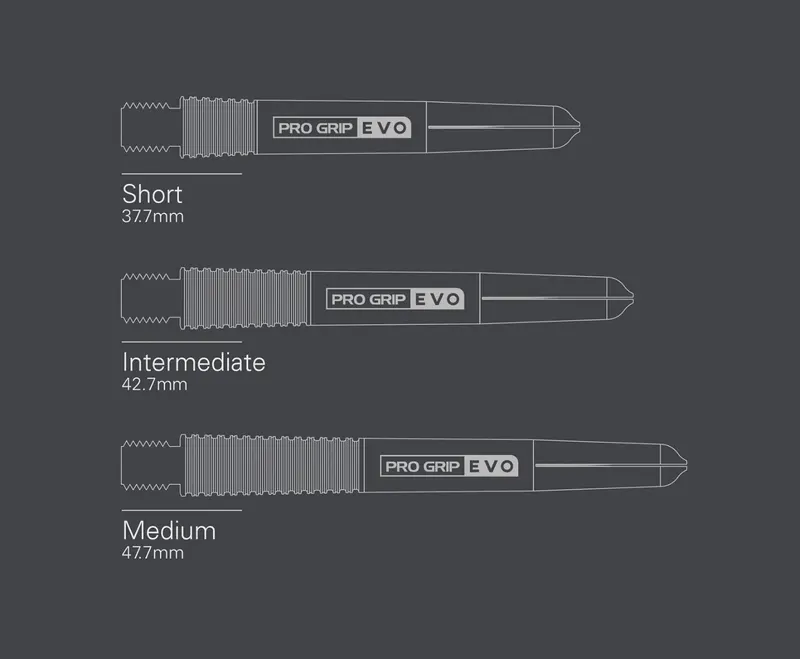 PRO GRIP EVO
Short
37.7mm
PRO GRIP EVO
Intermediate
42.7mm
PRO GRIP EVO
Medium
47.7mm